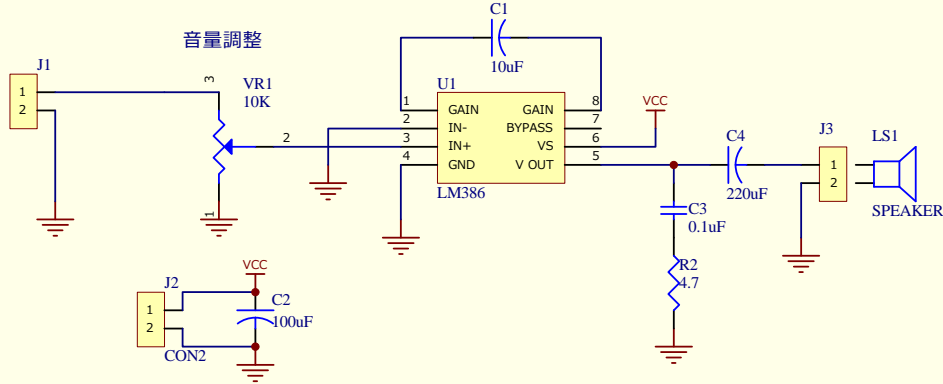 C1
10uF
音量調整
J1
1
2
3
VR1
10K
2
1
U1
1
2
3
4
GAIN
IN-
IN+
GND
GAIN
BYPASS
VS
V OUT
8
7
6
5
LM386
VCC
C4
220uF
J3
1
2
LS1
SPEAKER
C3
0.1uF
R2
4.7
VCC
J2
1
2
CON2
C2
100uF